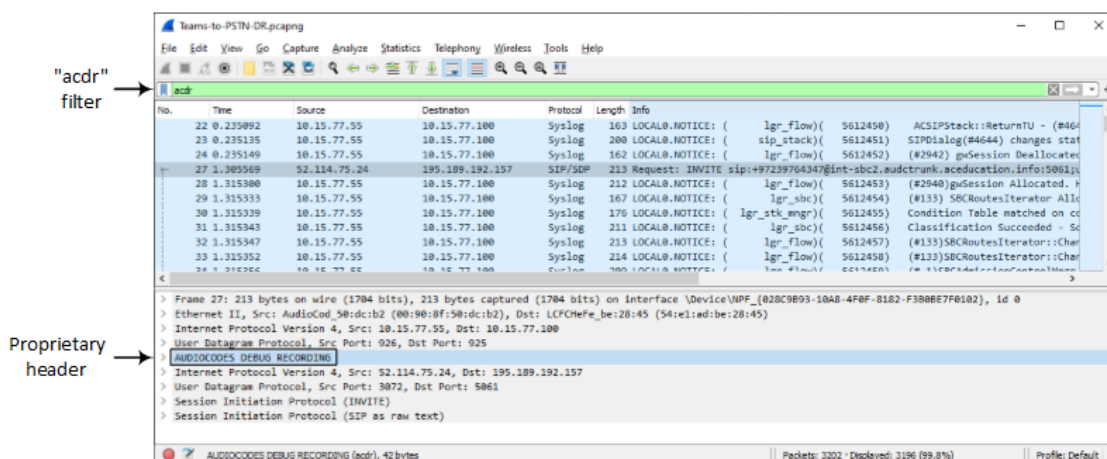 Teams-to-PSTN-DR.pcapng
File Edit View Go Capture Analyze Statistics Telephony Wireless Tools Help
"acdr" filter
acdr
No. Time Source Destination Protocol Length Info
22 0.235092 10.15.77.55 10.15.77.100 Syslog 163 LOCAL0.NOTICE: ( lgr_flow)( 5612450) ACSIPStack::ReturnTU - (#464
23 0.235135 10.15.77.55 10.15.77.100 Syslog 200 LOCAL0.NOTICE: ( sip_stack)( 5612451) SIPDialog(#4644) changes stat
24 0.235149 10.15.77.55 10.15.77.100 Syslog 162 LOCAL0.NOTICE: ( lgr_flow)( 5612452) (#2942) gwSession Deallocated
27 1.305569 52.114.75.24 195.189.192.157 SIP/SDP 213 Request: INVITE sip:+97239764347@int-sbc2.audctrunk.aceducation.info:5061;u
28 1.315300 10.15.77.55 10.15.77.100 Syslog 212 LOCAL0.NOTICE: ( lgr_flow)( 5612453) (#2940)gwSession Allocated. H
29 1.315333 10.15.77.55 10.15.77.100 Syslog 167 LOCAL0.NOTICE: ( lgr_sbc)( 5612454) (#133) SBCRoutesIterator Allo
30 1.315339 10.15.77.55 10.15.77.100 Syslog 176 LOCAL0.NOTICE: ( lgr_stk_mngr)( 5612455) Condition Table matched on co
31 1.315343 10.15.77.55 10.15.77.100 Syslog 211 LOCAL0.NOTICE: ( lgr_sbc)( 5612456) Classification Succeeded - So
32 1.315347 10.15.77.55 10.15.77.100 Syslog 213 LOCAL0.NOTICE: ( lgr_flow)( 5612457) (#133)SBCRoutesIterator::Char
33 1.315352 10.15.77.55 10.15.77.100 Syslog 214 LOCAL0.NOTICE: ( lgr_flow)( 5612458) (#133)SBCRoutesIterator::Char
Frame 27: 213 bytes on wire (1704 bits), 213 bytes captured (1704 bits) on interface \Device\NPF_{028C9B93-10A8-4F0F-8182-F3B0BE7F0102}, id 0
Ethernet II, Src: AudioCod_50:dc:b2 (00:90:8f:50:dc:b2), Dst: LCFCHeFe_be:28:45 (54:e1:ad:be:28:45)
Internet Protocol Version 4, Src: 10.15.77.55, Dst: 10.15.77.100
User Datagram Protocol, Src Port: 926, Dst Port: 925
Proprietary header
AUDIOCODES DEBUG RECORDING
Internet Protocol Version 4, Src: 52.114.75.24, Dst: 195.189.192.157
User Datagram Protocol, Src Port: 3072, Dst Port: 5061
Session Initiation Protocol (INVITE)
Session Initiation Protocol (SIP as raw text)
AUDIOCODES DEBUG RECORDING (acdr), 42 bytes
Packets: 3202 · Displayed: 3196 (99.8%)
Profile: Default